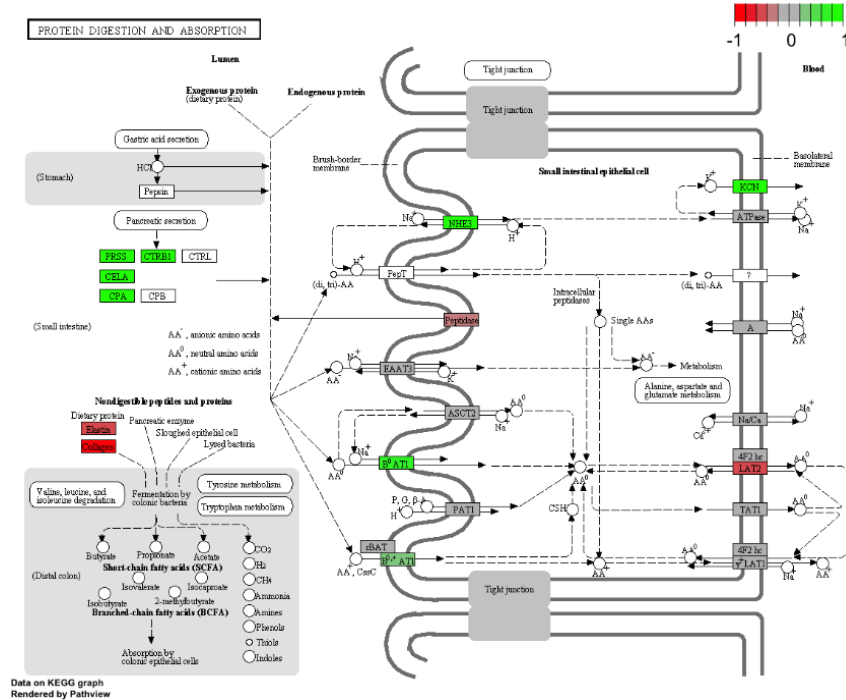 PROTEIN DIGESTION AND ABSORPTION
-1 0 1
Lumen
Blood
Exogenous protein
(dietary protein)
Endogenous protein
Tight junction
Tight junction
Gastric acid secretion
(Stomach)
HCl
Pepsin
Brush-border
membrane
Small intestinal epithelial cell
Basolateral
membrane
Pancreatic secretion
PRSS CTRB1 CTRL
CELA
CPA CPB
(Small intestine)
AA⁻ , anionic amino acids
AA⁰ , neutral amino acids
AA⁺ , cationic amino acids
K⁺
KCN
Na⁺
NHE3
H⁺
ATPase
K⁺
Na⁺
H⁺
PepT
(di, tri)-AA
(di, tri)-AA
?
Intracellular
peptidases
Single AAs
Peptidase
A
Na⁺
AA⁰
AA⁻
Metabolism
Alanine, aspartate and
glutamate metabolism
H⁺
AA⁻
EAAT3
K⁺
ASCT2
AA⁰
Na⁺
Na/Ca
Na⁺
Ca²⁺
Na⁺
AA⁰
B⁰AT1
AA⁰
4F2 hc
LAT2
AA⁰
AA⁰
P, G, β-A
H⁺
PAT1
CSH
TAT1
AA⁰
rBAT
b⁰,⁺ AT1
AA⁺, CssC
AA⁺
AA⁰
4F2 hc
y⁺LAT1
Na⁺
AA⁺
Tight junction
Nondigestible peptides and proteins
Dietary protein
Elastin
Collagen
Pancreatic enzyme
Sloughed epithelial cell
Lysed bacteria
Valine, leucine, and
isoleucine degradation
Fermentation by
colonic bacteria
Tyrosine metabolism
Tryptophan metabolism
Butyrate Propionate Acetate
Short-chain fatty acids (SCFA)
Isovalerate Isocaproate
Isobutyrate 2-methylbutyrate
Branched-chain fatty acids (BCFA)
(Distal colon)
Absorption by
colonic epithelial cells
CO₂
H₂
CH₄
Ammonia
Amines
Phenols
Thiols
Indoles
Data on KEGG graph
Rendered by Pathview